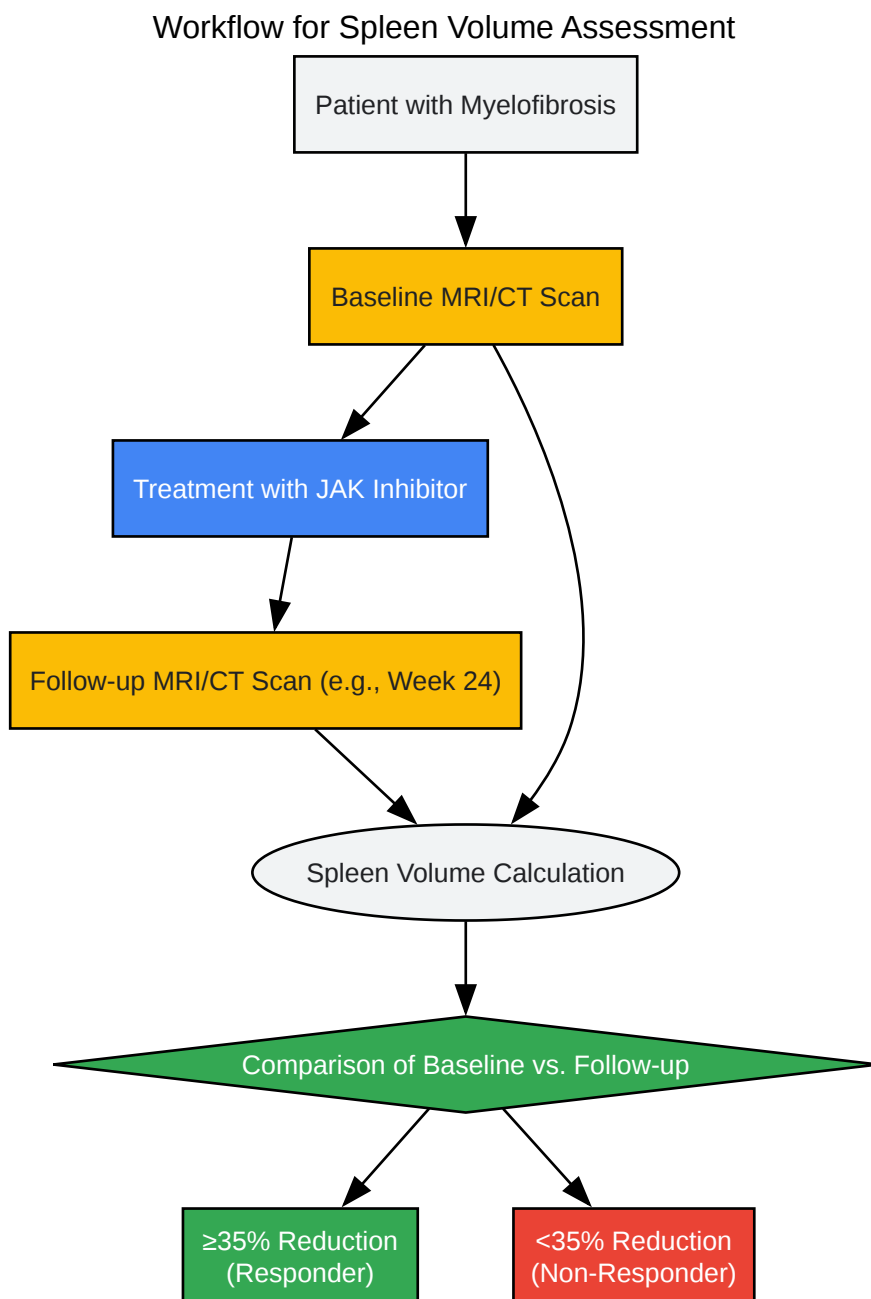 Workflow for Spleen Volume Assessment
Patient with Myelofibrosis
Baseline MRI/CT Scan
Treatment with JAK Inhibitor
Follow-up MRI/CT Scan (e.g., Week 24)
Spleen Volume Calculation
Comparison of Baseline vs. Follow-up
≥35% Reduction
(Responder)
<35% Reduction
(Non-Responder)